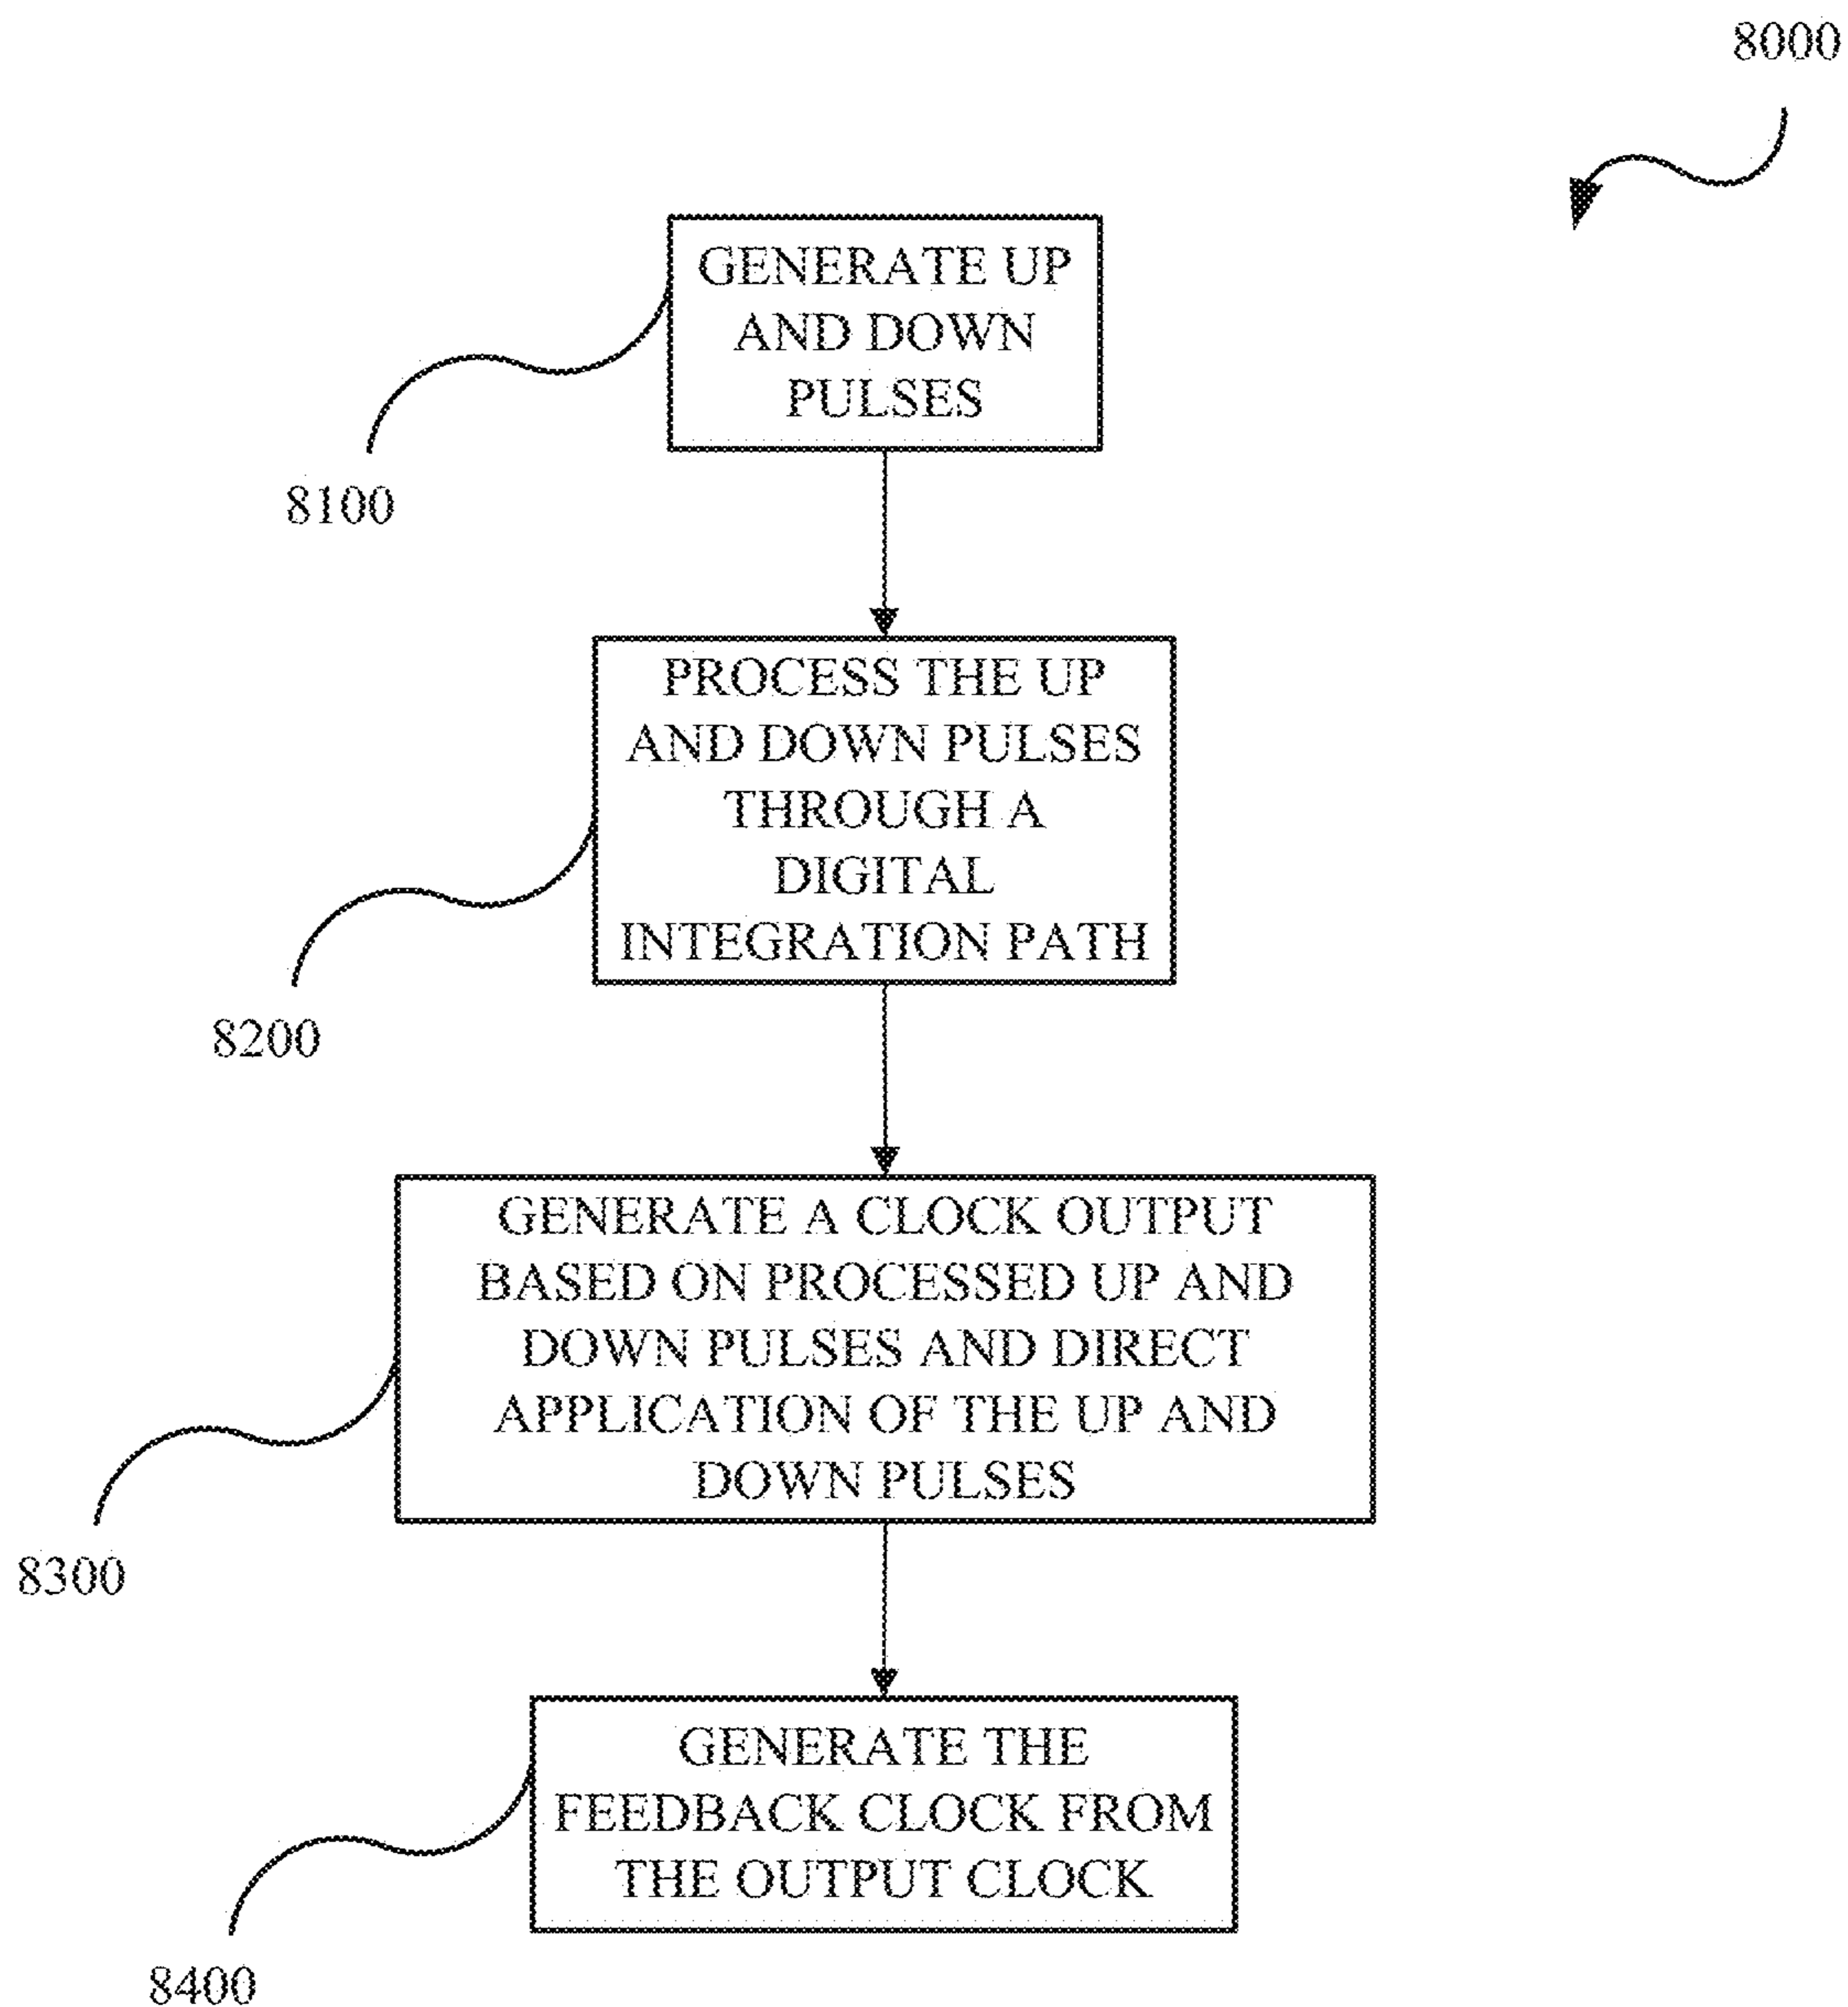 8000
GENERATE UP
AND DOWN
PULSES
8100
PROCESS THE UP
AND DOWN PULSES
THROUGH A
DIGITAL
INTEGRATION PATH
8200
GENERATE A CLOCK OUTPUT
BASED ON PROCESSED UP AND
DOWN PULSES AND DIRECT
APPLICATION OF THE UP AND
DOWN PULSES
8300
GENERATE THE
FEEDBACK CLOCK FROM
THE OUTPUT CLOCK
8400